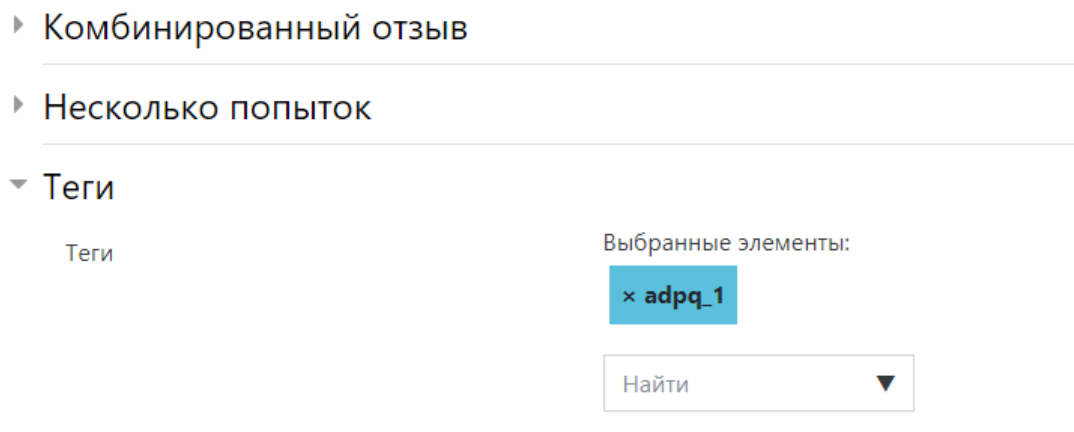 Комбинированный отзыв
Несколько попыток
Теги
Теги
Выбранные элементы:
× adpq_1
Найти